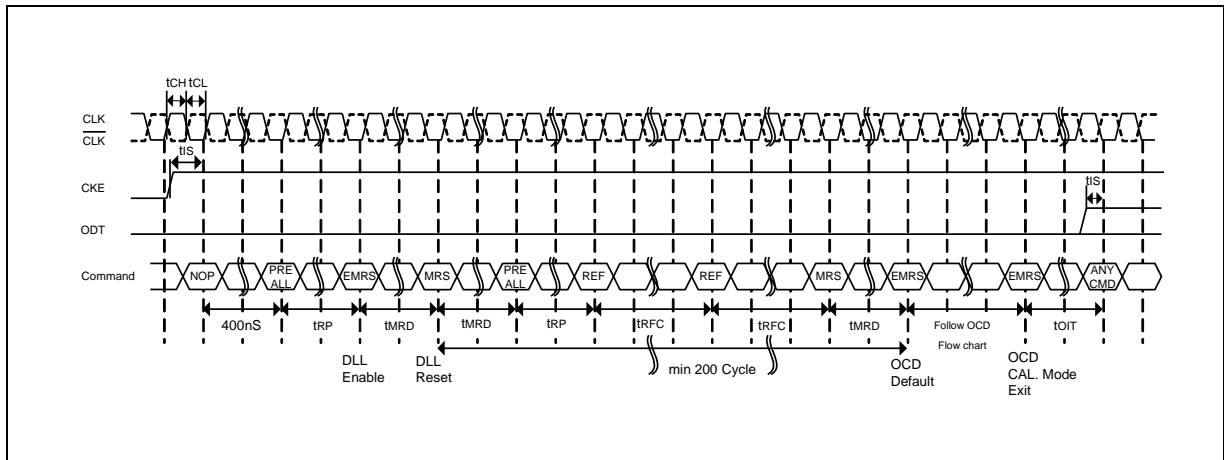 tCH tCL
CLK
CLK
tIS
CKE
tIS
ODT
Command
NOP
PRE ALL
EMRS
MRS
PRE ALL
REF
REF
MRS
EMRS
EMRS
ANY CMD
400nS
tRP
tMRD
tMRD
tRP
tRFC
tRFC
tMRD
Follow OCD
Flow chart
tOIT
DLL
Enable
DLL
Reset
min 200 Cycle
OCD
Default
OCD
CAL. Mode
Exit